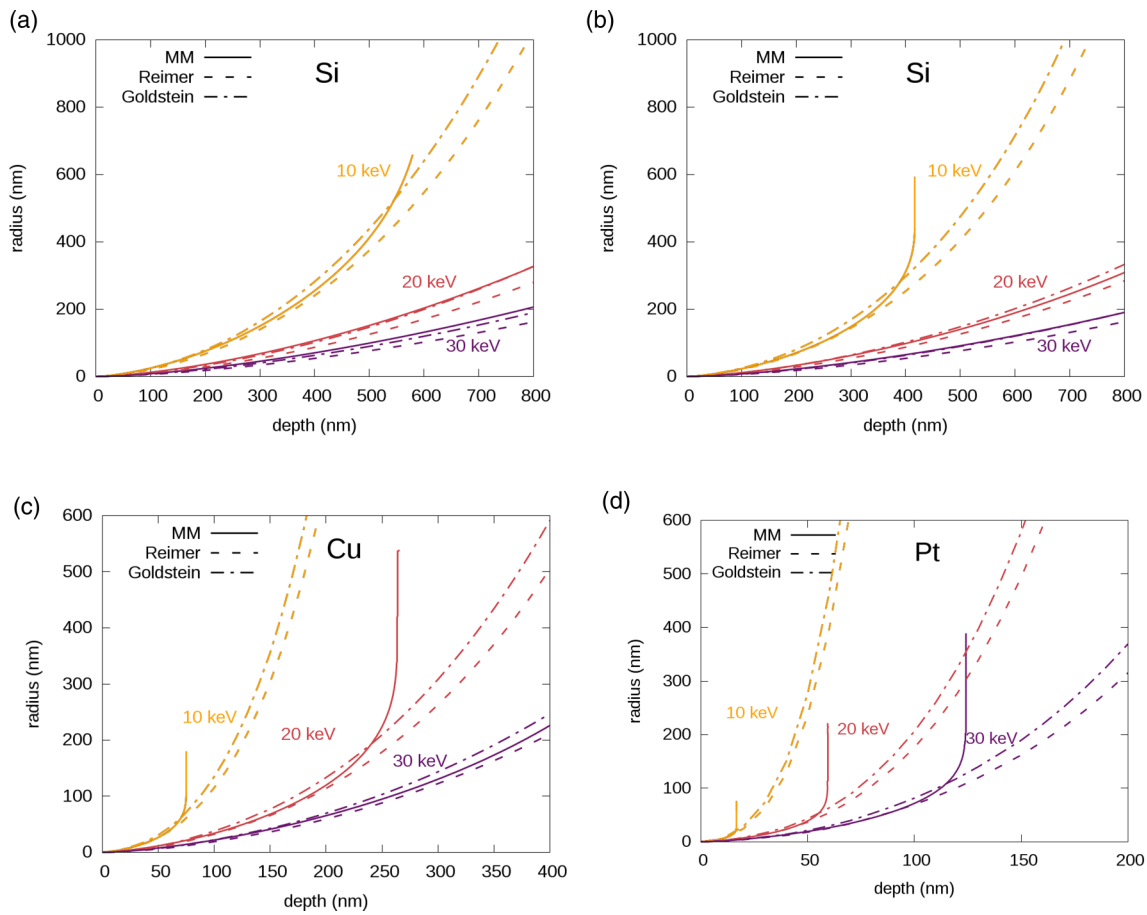 (a)
1000
800
600
400
200
0
radius (nm)
MM
Reimer
Goldstein
Si
10 keV
20 keV
30 keV
0 100 200 300 400 500 600 700 800
depth (nm)
(b)
1000
800
600
400
200
0
radius (nm)
MM
Reimer
Goldstein
Si
10 keV
20 keV
30 keV
0 100 200 300 400 500 600 700 800
depth (nm)
(c)
600
500
400
300
200
100
0
radius (nm)
MM
Reimer
Goldstein
Cu
10 keV
20 keV
30 keV
0 50 100 150 200 250 300 350 400
depth (nm)
(d)
600
500
400
300
200
100
0
radius (nm)
MM
Reimer
Goldstein
Pt
10 keV
20 keV
30 keV
0 50 100 150 200
depth (nm)